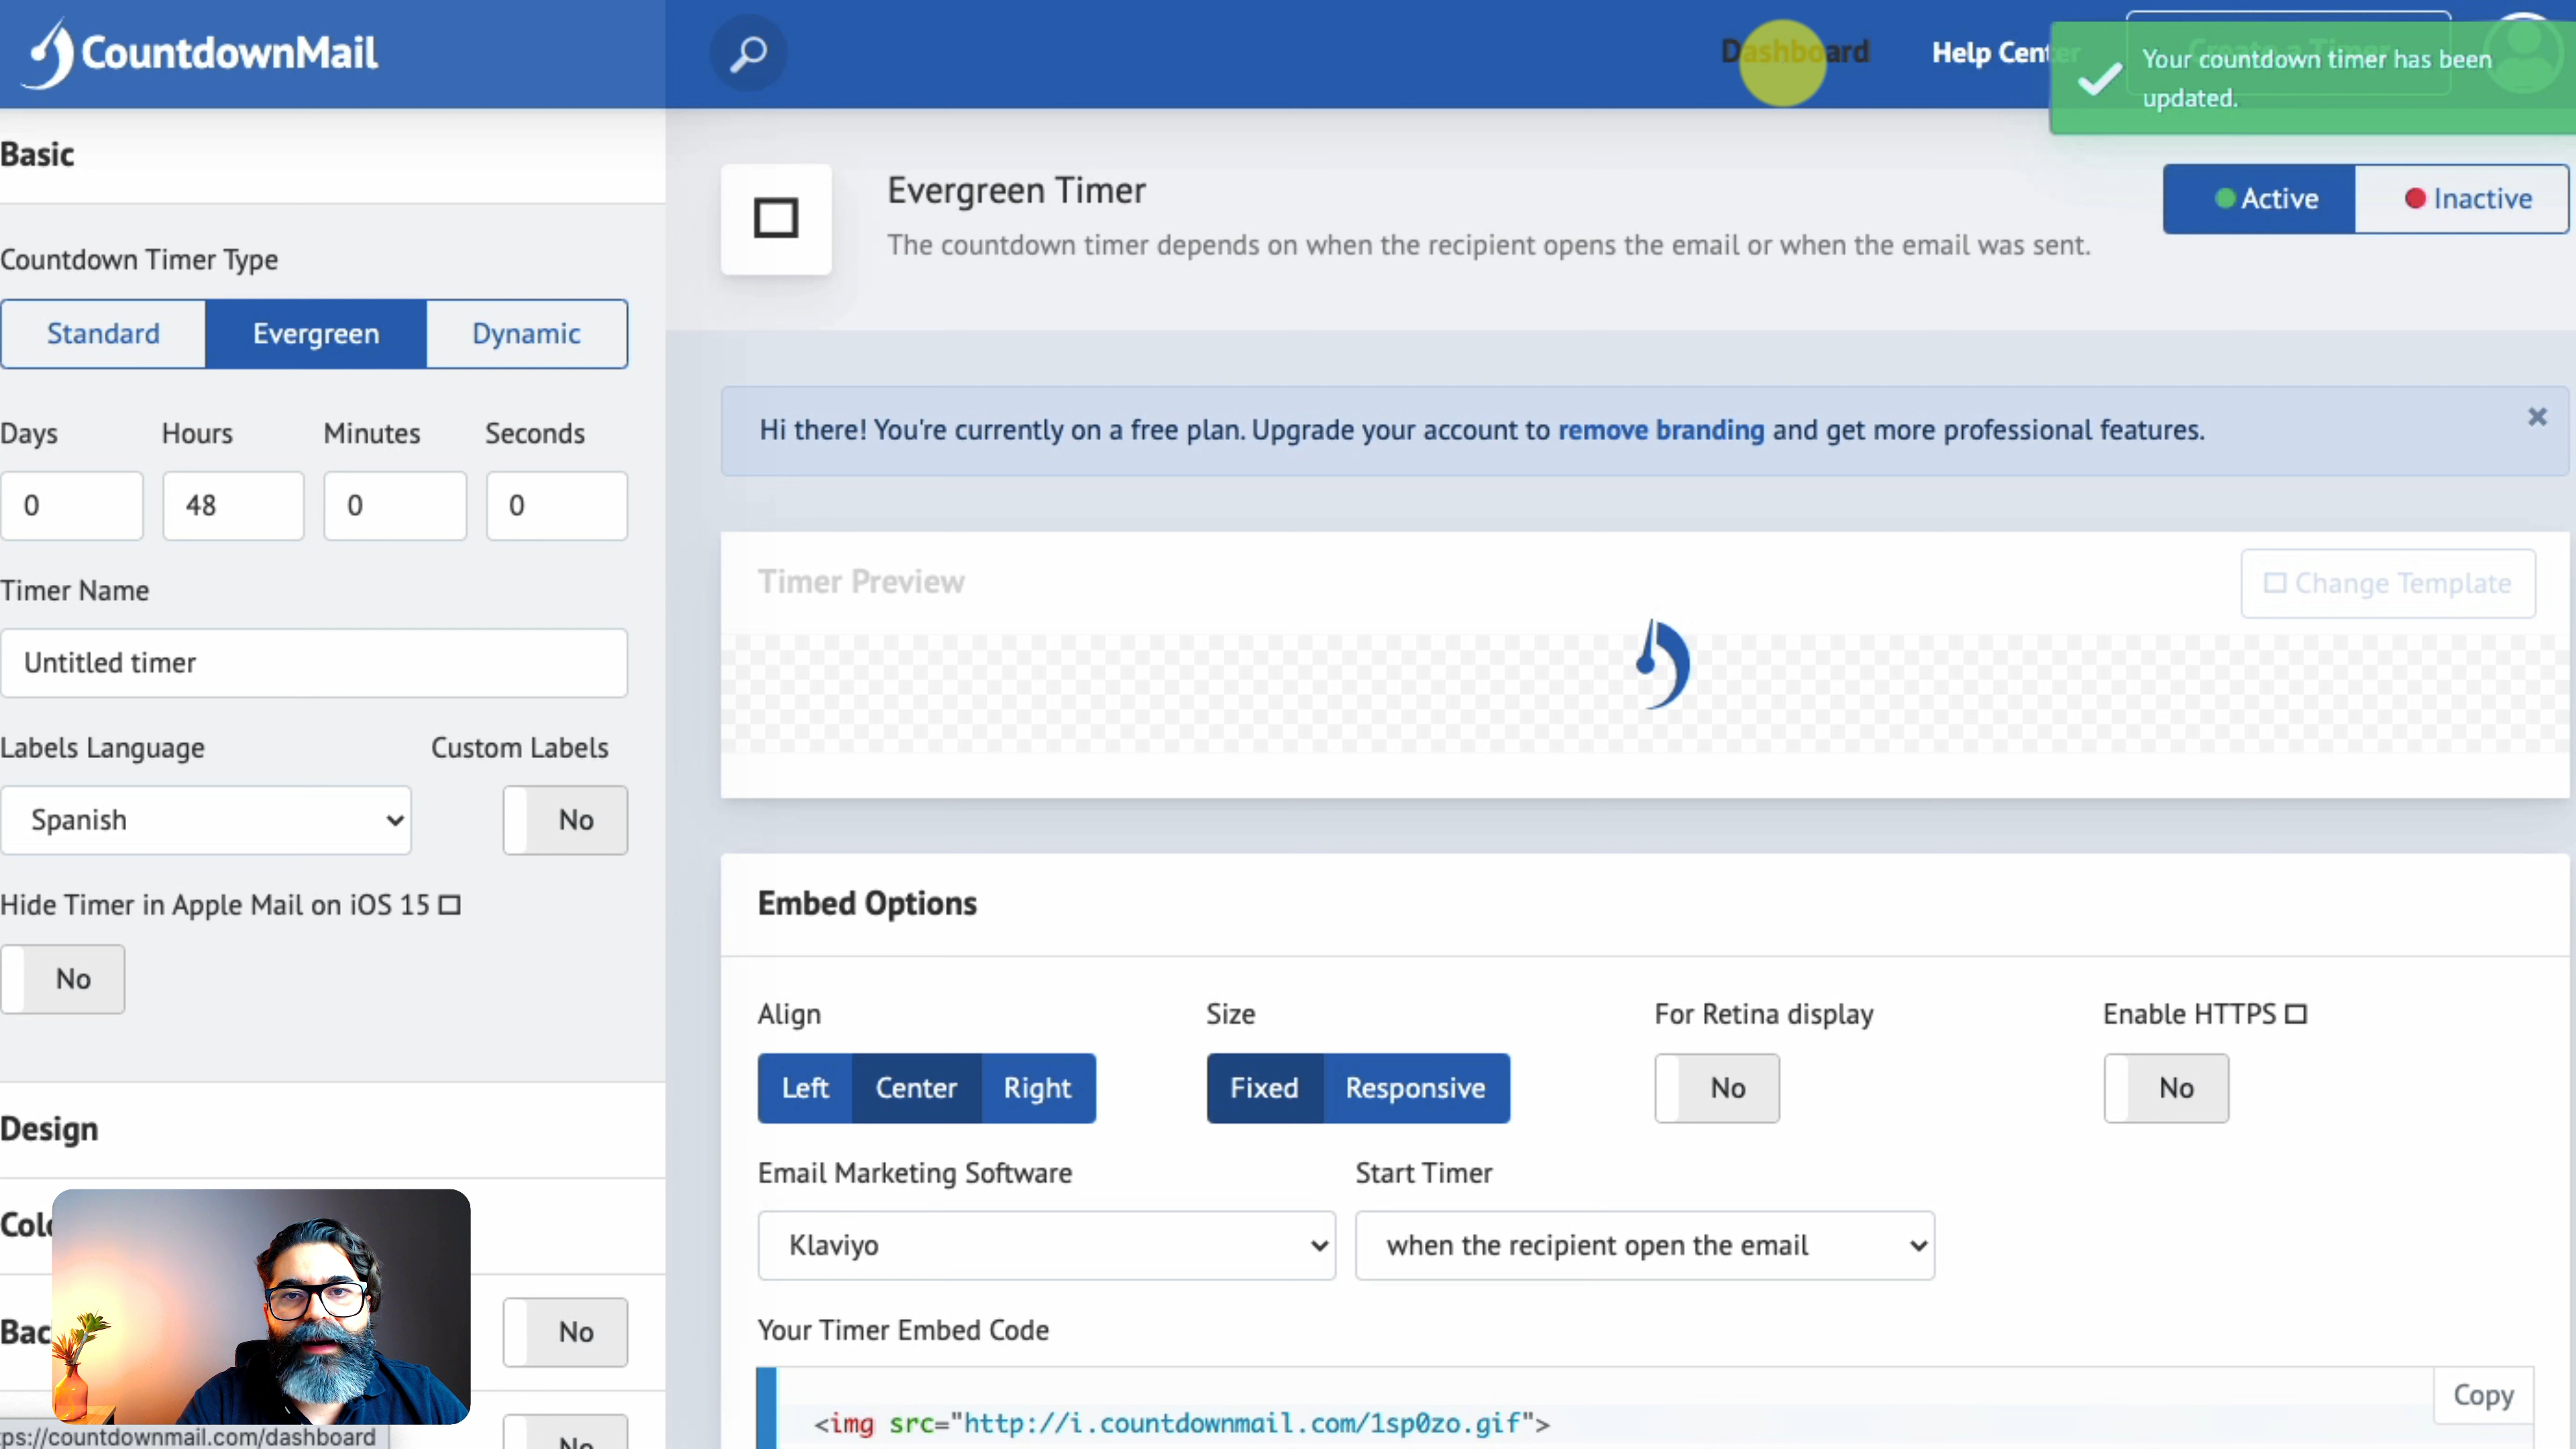 CountdownMail
Dashboard
Help Center
Your countdown timer has been
updated.
Basic
Countdown Timer Type
Standard
Evergreen
Dynamic
Days
Hours
Minutes
Seconds
0
48
0
0
Timer Name
Untitled timer
Labels Language
Custom Labels
Spanish
No
Hide Timer in Apple Mail on iOS 15
No
Design
No
No
https://countdownmail.com/dashboard
Evergreen Timer
The countdown timer depends on when the recipient opens the email or when the email was sent.
Active
Inactive
Hi there! You're currently on a free plan. Upgrade your account to remove branding and get more professional features.
Timer Preview
Change Template
Embed Options
Align
Size
For Retina display
Enable HTTPS
Left
Center
Right
Fixed
Responsive
No
No
Email Marketing Software
Start Timer
Klaviyo
when the recipient open the email
Your Timer Embed Code
Copy
<img src="http://i.countdownmail.com/1sp0zo.gif">